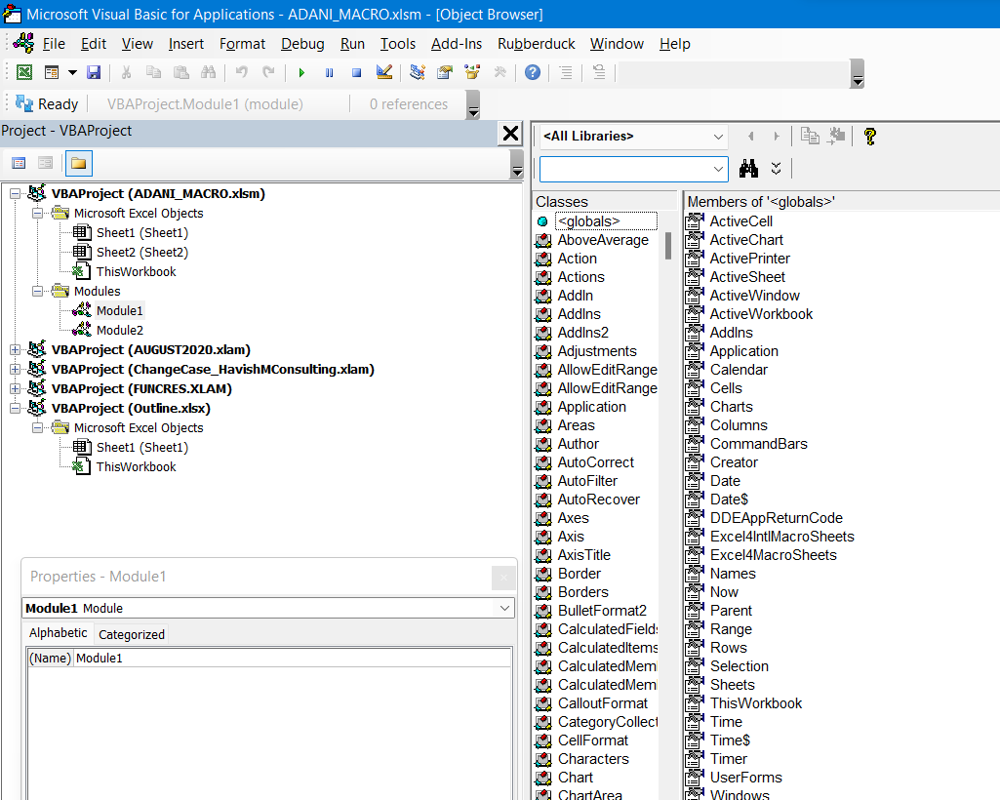 Microsoft Visual Basic for Applications - ADANI_MACRO.xlsm - [Object Browser]
File Edit View Insert Format Debug Run Tools Add-Ins Rubberduck Window Help
Ready VBAProject.Module1 (module) 0 references
Project - VBAProject
VBAProject (ADANI_MACRO.xlsm)
Microsoft Excel Objects
Sheet1 (Sheet1)
Sheet2 (Sheet2)
ThisWorkbook
Modules
Module1
Module2
VBAProject (AUGUST2020.xlam)
VBAProject (ChangeCase_HavishMConsulting.xlam)
VBAProject (FUNCRES.XLAM)
VBAProject (Outline.xlsx)
Microsoft Excel Objects
Sheet1 (Sheet1)
ThisWorkbook
Properties - Module1
Module1 Module
Alphabetic Categorized
(Name) Module1
<All Libraries>
Classes
<globals>
AboveAverage
Action
Actions
AddIn
AddIns
AddIns2
Adjustments
AllowEditRange
AllowEditRange
Application
Areas
Author
AutoCorrect
AutoFilter
AutoRecover
Axes
Axis
AxisTitle
Border
Borders
BulletFormat2
CalculatedFields
CalculatedItems
CalculatedMem
CalculatedMem
CalloutFormat
CategoryCollect
CellFormat
Characters
Chart
ChartArea
Members of '<globals>'
ActiveCell
ActiveChart
ActivePrinter
ActiveSheet
ActiveWindow
ActiveWorkbook
AddIns
Application
Calendar
Cells
Charts
Columns
CommandBars
Creator
Date
Date$
DDEAppReturnCode
Excel4IntlMacroSheets
Excel4MacroSheets
Names
Now
Parent
Range
Rows
Selection
Sheets
ThisWorkbook
Time
Time$
Timer
UserForms
Windows